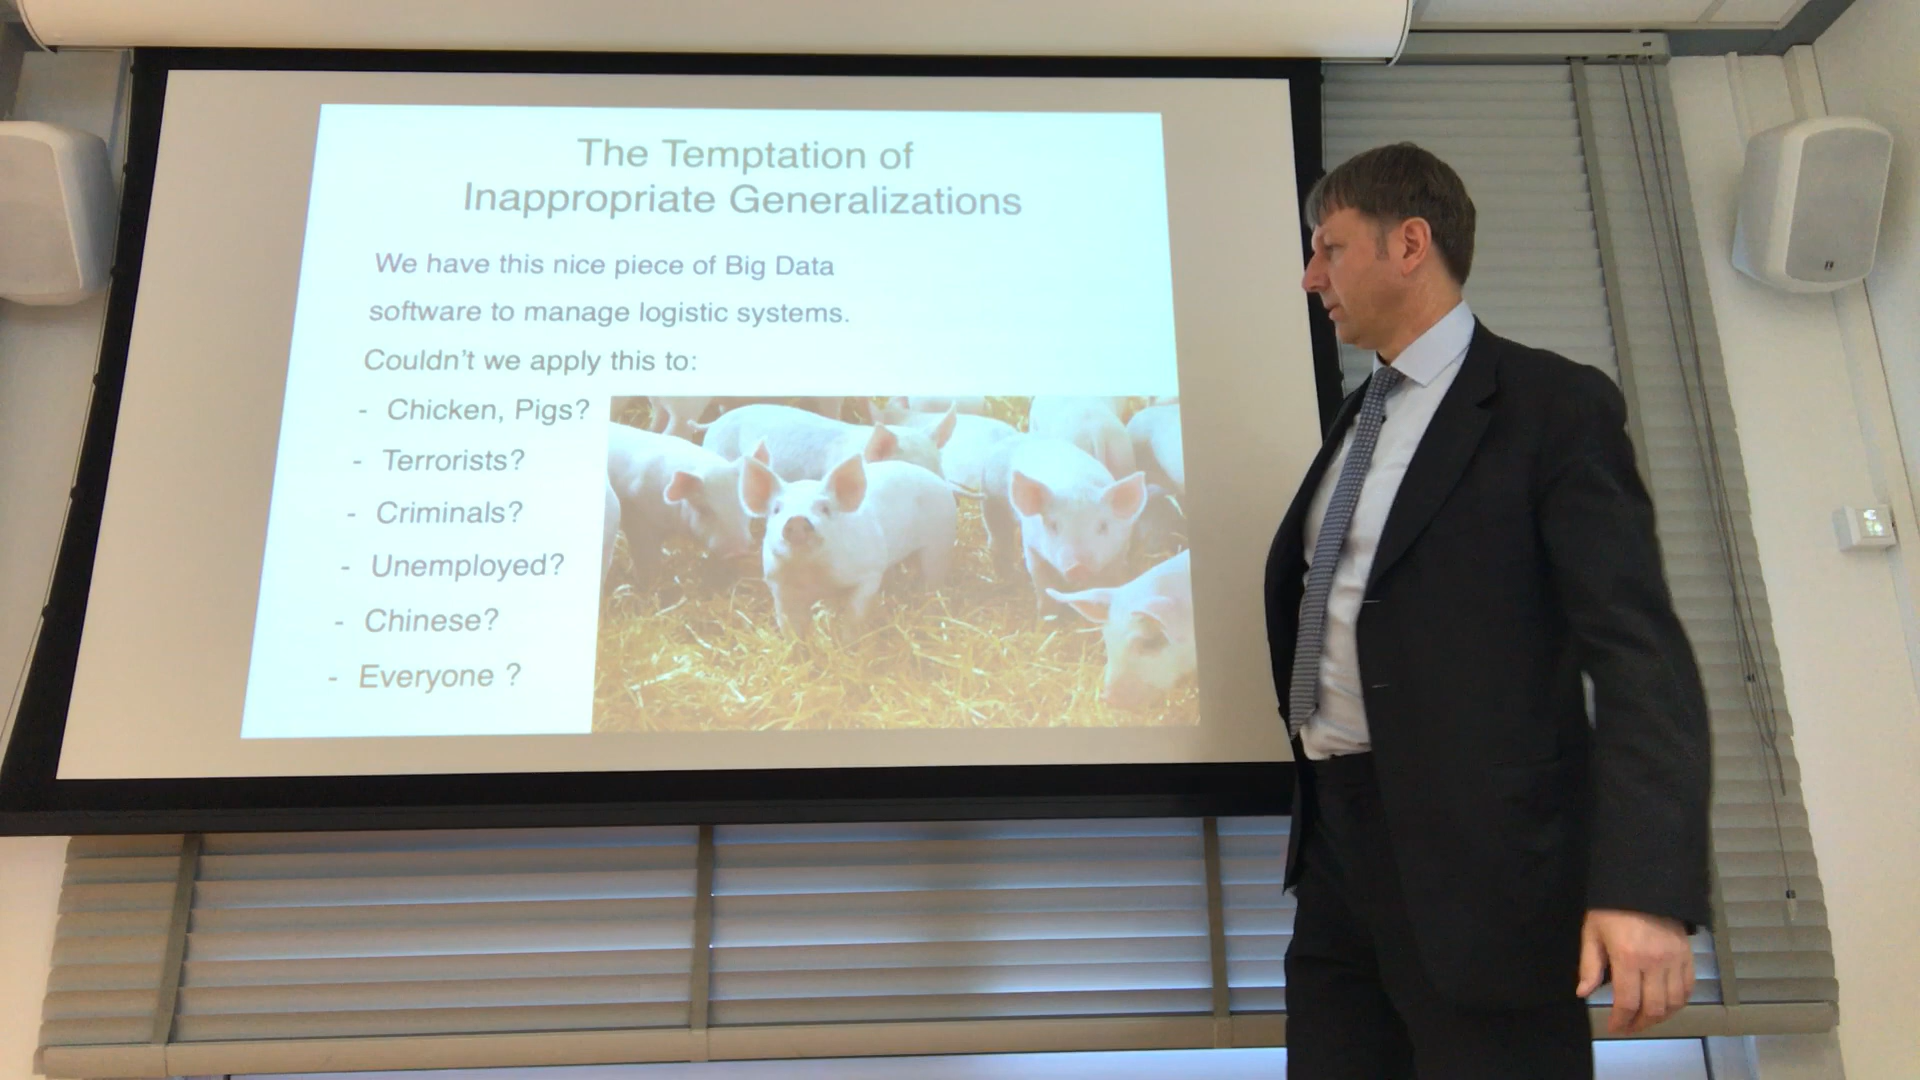 The Temptation of
Inappropriate Generalizations
We have this nice piece of Big Data
software to manage logistic systems.
Couldn't we apply this to:
- Chicken, Pigs?
- Terrorists?
- Criminals?
- Unemployed?
- Chinese?
- Everyone ?